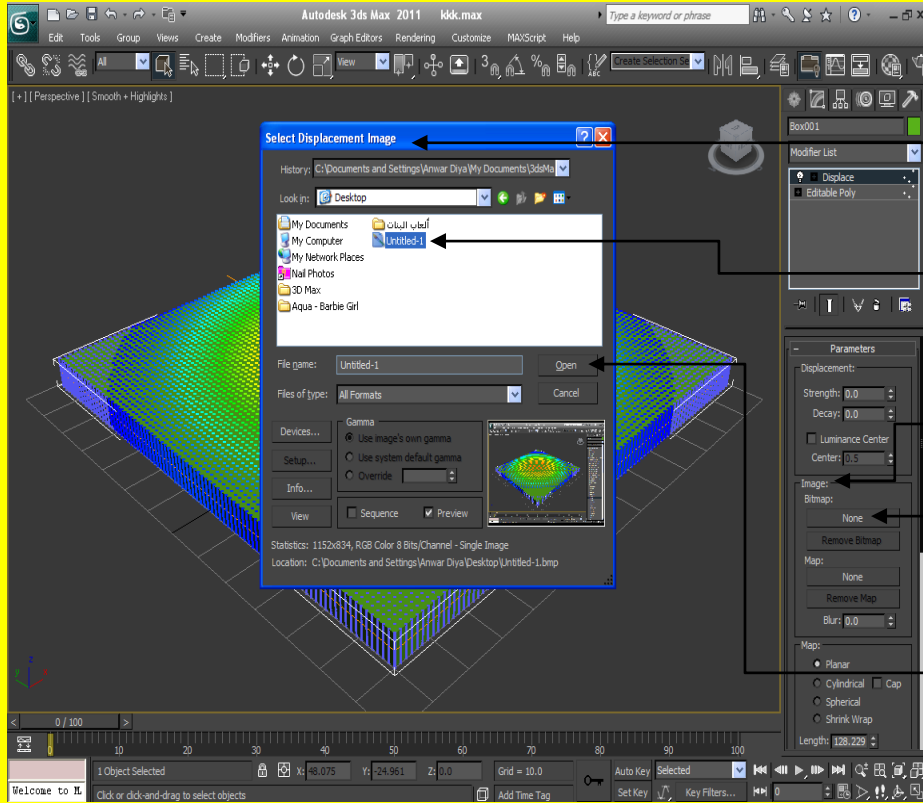 Autodesk 3ds Max 2011 kkk.max
Type a keyword or phrase
Edit Tools Group Views Create Modifiers Animation Graph Editors Rendering Customize MAXScript Help
All
View
Create Selection Se
[ + ] [ Perspective ] [ Smooth + Highlights ]
Box001
Modifier List
Displace
Editable Poly
Select Displacement Image
History: C:\Documents and Settings\Anwar Diya\My Documents\3dsMa
Look in: Desktop
My Documents
My Computer
My Network Places
Nail Photos
3D Max
Aqua - Barbie Girl
ألعاب البنات
Untitled-1
File name: Untitled-1 Open
Files of type: All Formats Cancel
Devices...
Setup...
Info...
View
Gamma
Use image's own gamma
Use system default gamma
Override
Sequence Preview
Statistics: 1152x834, RGB Color 8 Bits/Channel - Single Image
Location: C:\Documents and Settings\Anwar Diya\Desktop\Untitled-1.bmp
Parameters
Displacement:
Strength: 0.0
Decay: 0.0
Luminance Center
Center: 0.5
Image:
Bitmap:
None
Remove Bitmap
Map:
None
Remove Map
Blur: 0.0
Map:
Planar
Cylindrical Cap
Spherical
Shrink Wrap
Length: 128.229
z
y x
0 / 100
0 10 20 30 40 50 60 70 80 90 100
1 Object Selected X: 48.075 Y: -24.961 Z: 0.0 Grid = 10.0 Auto Key Selected
Welcome to M Click or click-and-drag to select objects Add Time Tag Set Key Key Filters... 0